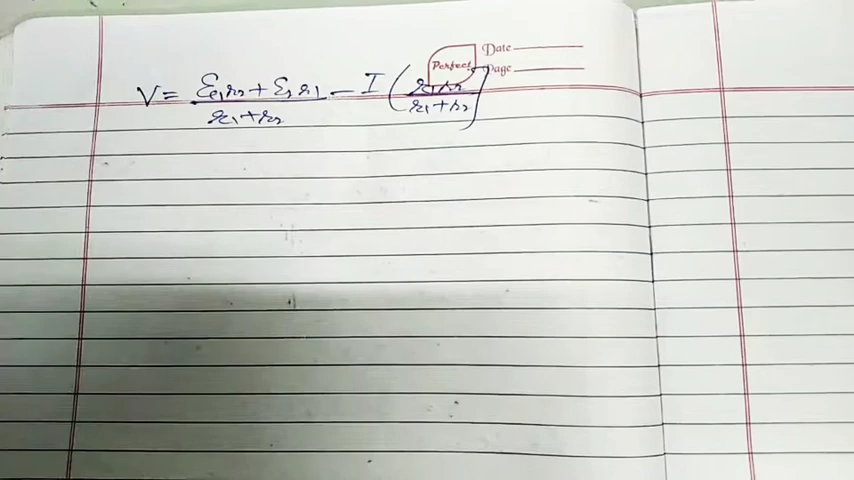 Date
Perfect
Page
V = (ε₁r₂ + ε₂r₁)/(r₁+r₂) − I (r₁r₂/(r₁+r₂))